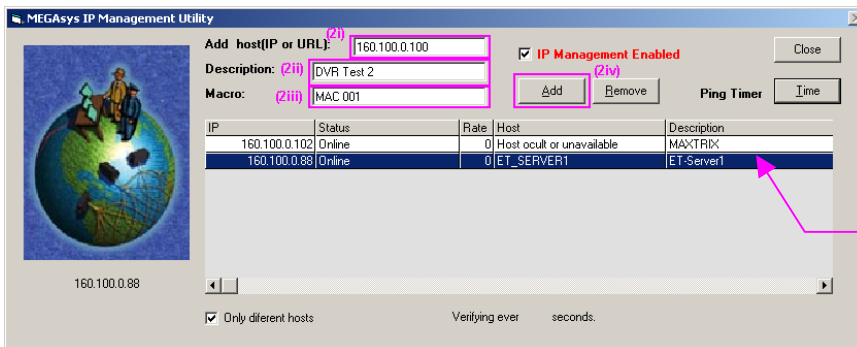 MEGAsys IP Management Utility
Add host(IP or URL): (2i) 160.100.0.100
IP Management Enabled
Close
Description: (2ii) DVR Test 2
(2iv)
Macro: (2iii) MAC 001
Add
Remove
Ping Timer
Time
IP Status Rate Host Description
160.100.0.102 Online 0 Host ocult or unavailable MAXTRIX
160.100.0.88 Online 0 ET_SERVER1 ET-Server1
160.100.0.88
Only diferent hosts
Verifying ever seconds.